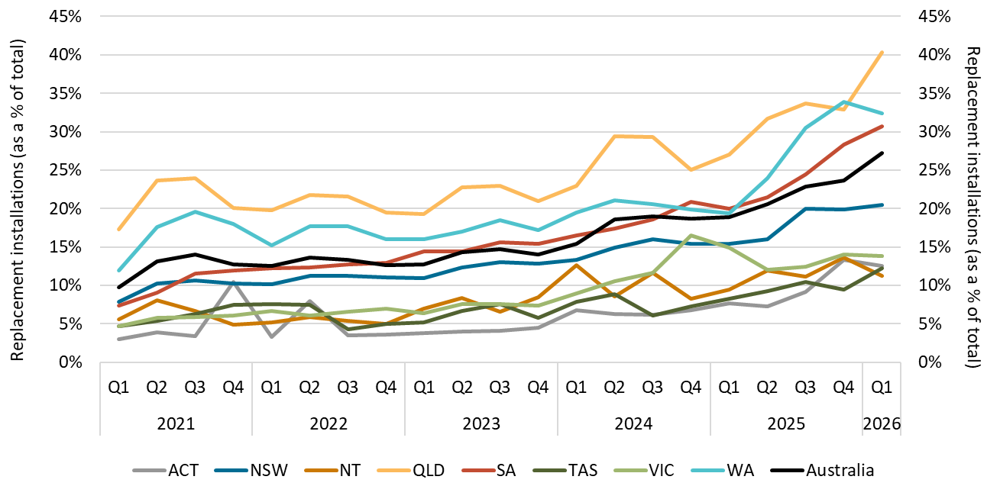 45% 45%
40% 40%
35% 35%
30% 30%
25% 25%
20% 20%
15% 15%
10% 10%
5% 5%
0% 0%
Replacement installations (as a % of total)
Replacement installations (as a % of total)
Q1 Q2 Q3 Q4 Q1 Q2 Q3 Q4 Q1 Q2 Q3 Q4 Q1 Q2 Q3 Q4 Q1 Q2 Q3 Q4 Q1
2021 2022 2023 2024 2025 2026
ACT NSW NT QLD SA TAS VIC WA Australia